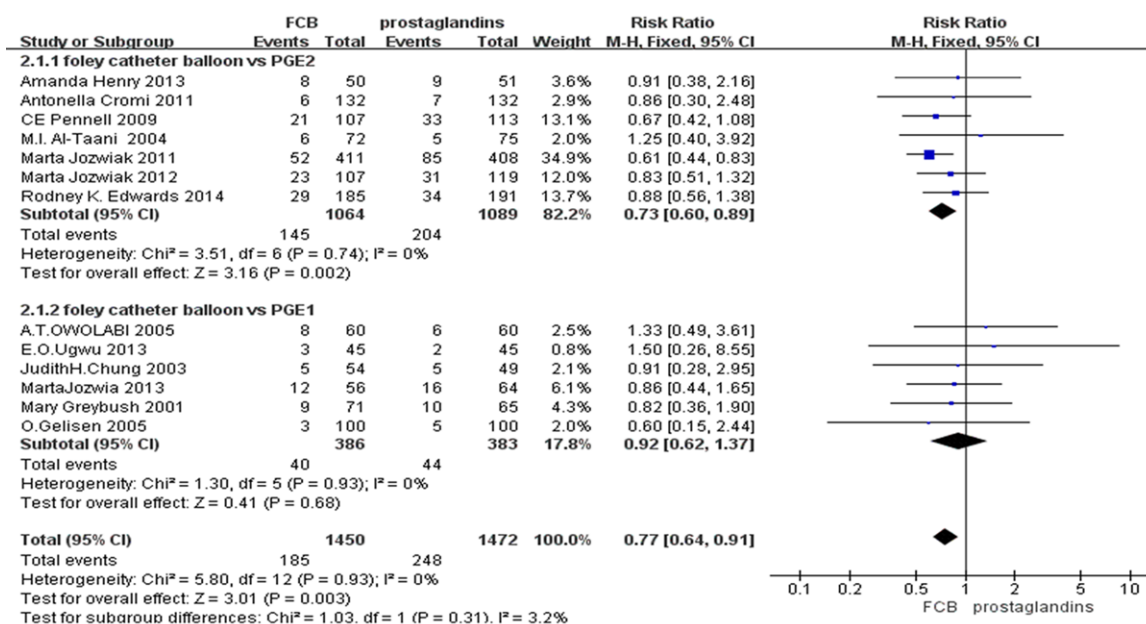 FCB prostaglandins Risk Ratio Risk Ratio
Study or Subgroup Events Total Events Total Weight M-H, Fixed, 95% CI M-H, Fixed, 95% CI
2.1.1 foley catheter balloon vs PGE2
Amanda Henry 2013 8 50 9 51 3.6% 0.91 [0.38, 2.16]
Antonella Cromi 2011 6 132 7 132 2.9% 0.86 [0.30, 2.48]
CE Pennell 2009 21 107 33 113 13.1% 0.67 [0.42, 1.08]
M.I. Al-Taani 2004 6 72 5 75 2.0% 1.25 [0.40, 3.92]
Marta Jozwiak 2011 52 411 85 408 34.9% 0.61 [0.44, 0.83]
Marta Jozwiak 2012 23 107 31 119 12.0% 0.83 [0.51, 1.32]
Rodney K. Edwards 2014 29 185 34 191 13.7% 0.88 [0.56, 1.38]
Subtotal (95% CI) 1064 1089 82.2% 0.73 [0.60, 0.89]
Total events 145 204
Heterogeneity: Chi² = 3.51, df = 6 (P = 0.74); I² = 0%
Test for overall effect: Z = 3.16 (P = 0.002)
2.1.2 foley catheter balloon vs PGE1
A.T.OWOLABI 2005 8 60 6 60 2.5% 1.33 [0.49, 3.61]
E.O.Ugwu 2013 3 45 2 45 0.8% 1.50 [0.26, 8.55]
JudithH.Chung 2003 5 54 5 49 2.1% 0.91 [0.28, 2.95]
MartaJozwia 2013 12 56 16 64 6.1% 0.86 [0.44, 1.65]
Mary Greybush 2001 9 71 10 65 4.3% 0.82 [0.36, 1.90]
O.Gelisen 2005 3 100 5 100 2.0% 0.60 [0.15, 2.44]
Subtotal (95% CI) 386 383 17.8% 0.92 [0.62, 1.37]
Total events 40 44
Heterogeneity: Chi² = 1.30, df = 5 (P = 0.93); I² = 0%
Test for overall effect: Z = 0.41 (P = 0.68)
Total (95% CI) 1450 1472 100.0% 0.77 [0.64, 0.91]
Total events 185 248
Heterogeneity: Chi² = 5.80, df = 12 (P = 0.93); I² = 0%
Test for overall effect: Z = 3.01 (P = 0.003)
Test for subgroup differences: Chi² = 1.03. df = 1 (P = 0.31). I² = 3.2%
0.1 0.2 0.5 1 2 5 10
FCB prostaglandins